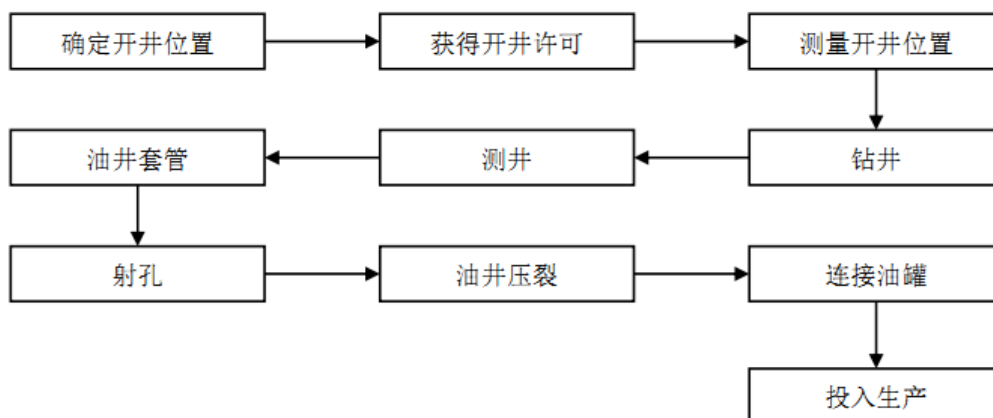 确定开井位置
获得开井许可
测量开井位置
油井套管
测井
钻井
射孔
油井压裂
连接油罐
投入生产